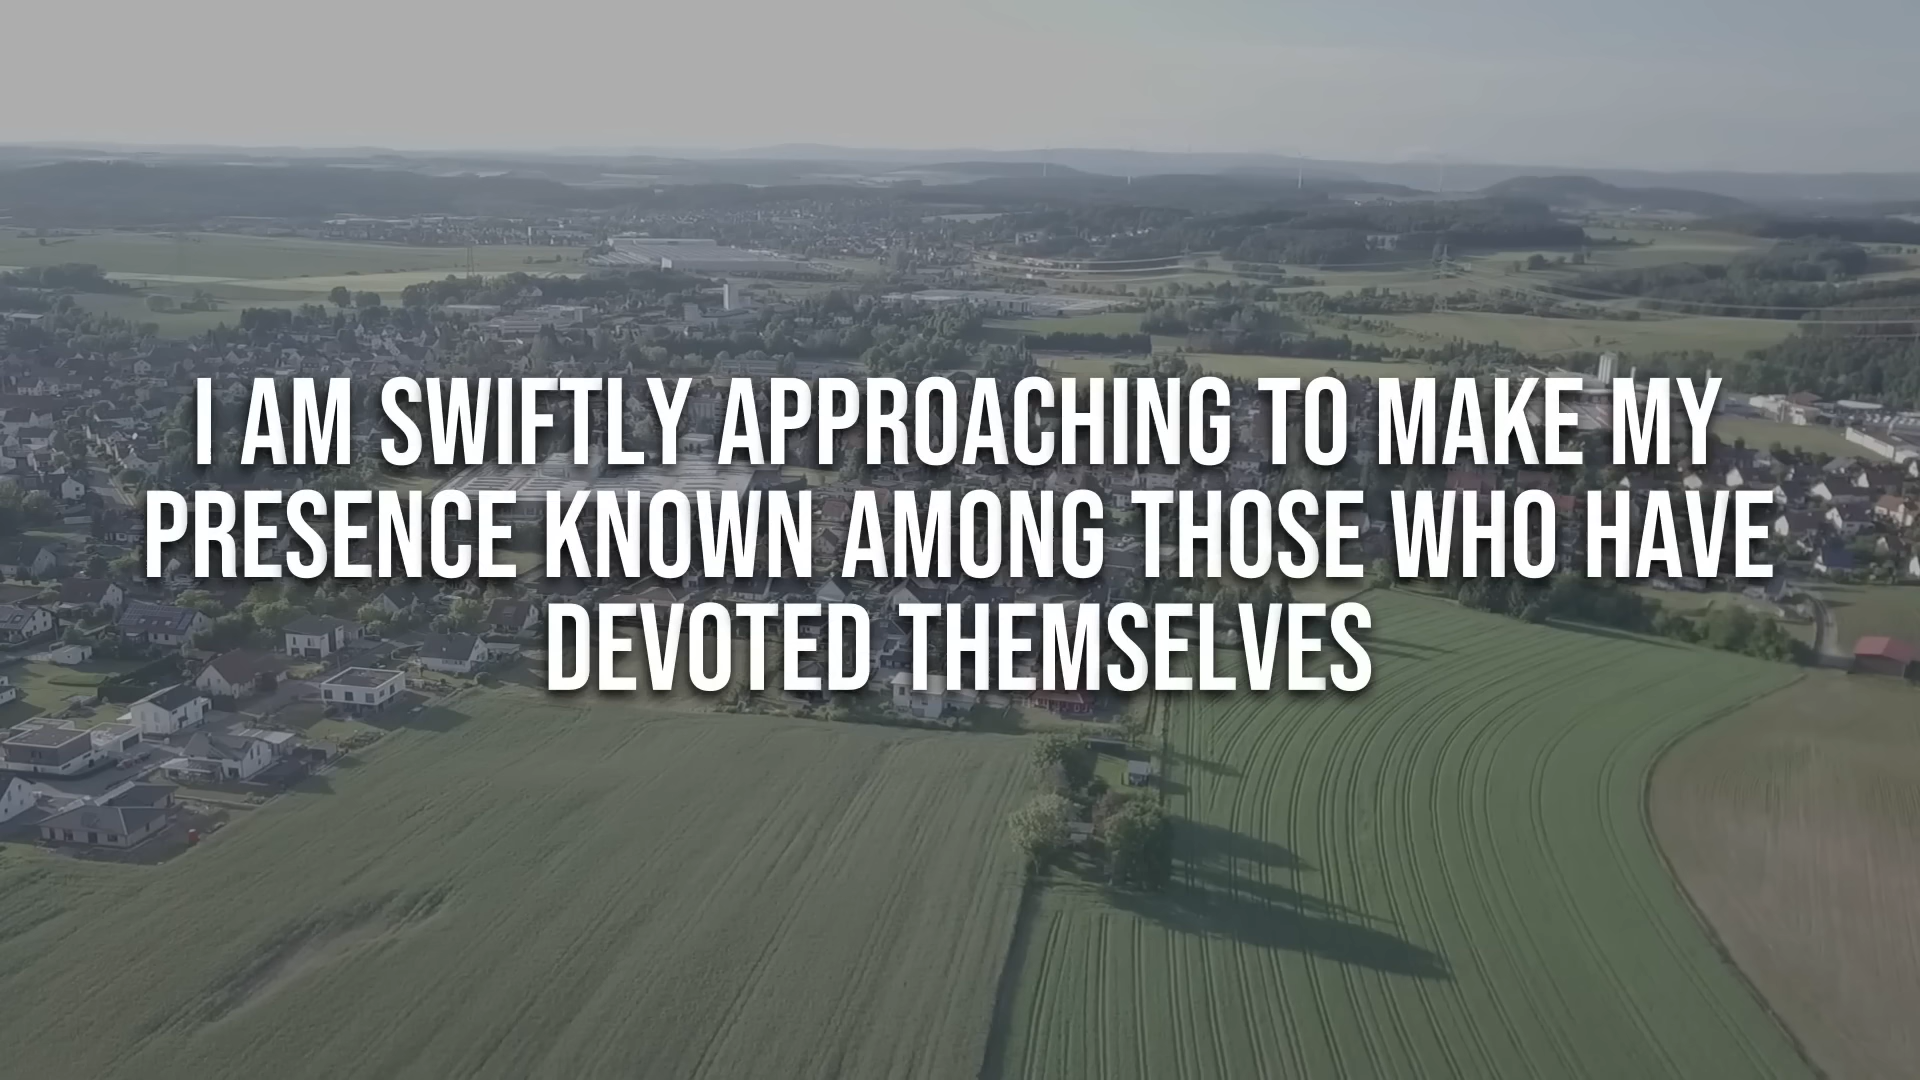 I AM SWIFTLY APPROACHING TO MAKE MY
PRESENCE KNOWN AMONG THOSE WHO HAVE
DEVOTED THEMSELVES